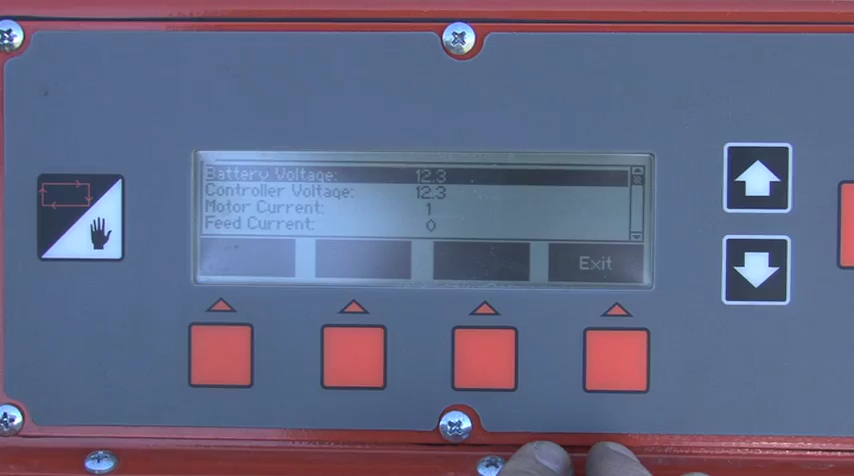 Battery Voltage: 12.3
Controller Voltage: 12.3
Motor Current: 1
Feed Current: 0
Exit